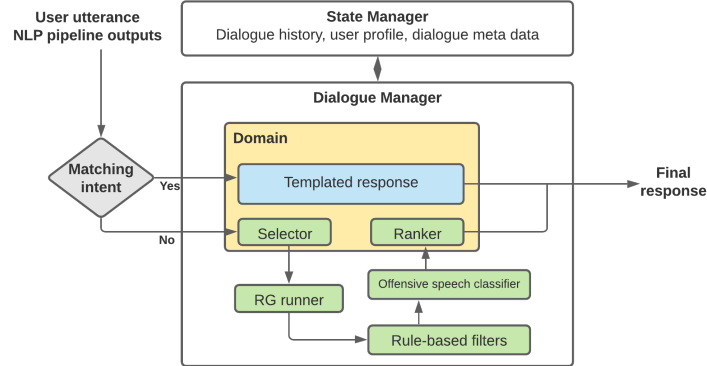 User utterance
NLP pipeline outputs
State Manager
Dialogue history, user profile, dialogue meta data
Dialogue Manager
Domain
Matching
intent
Yes
Templated response
Final
response
No
Selector
Ranker
RG runner
Offensive speech classifier
Rule-based filters